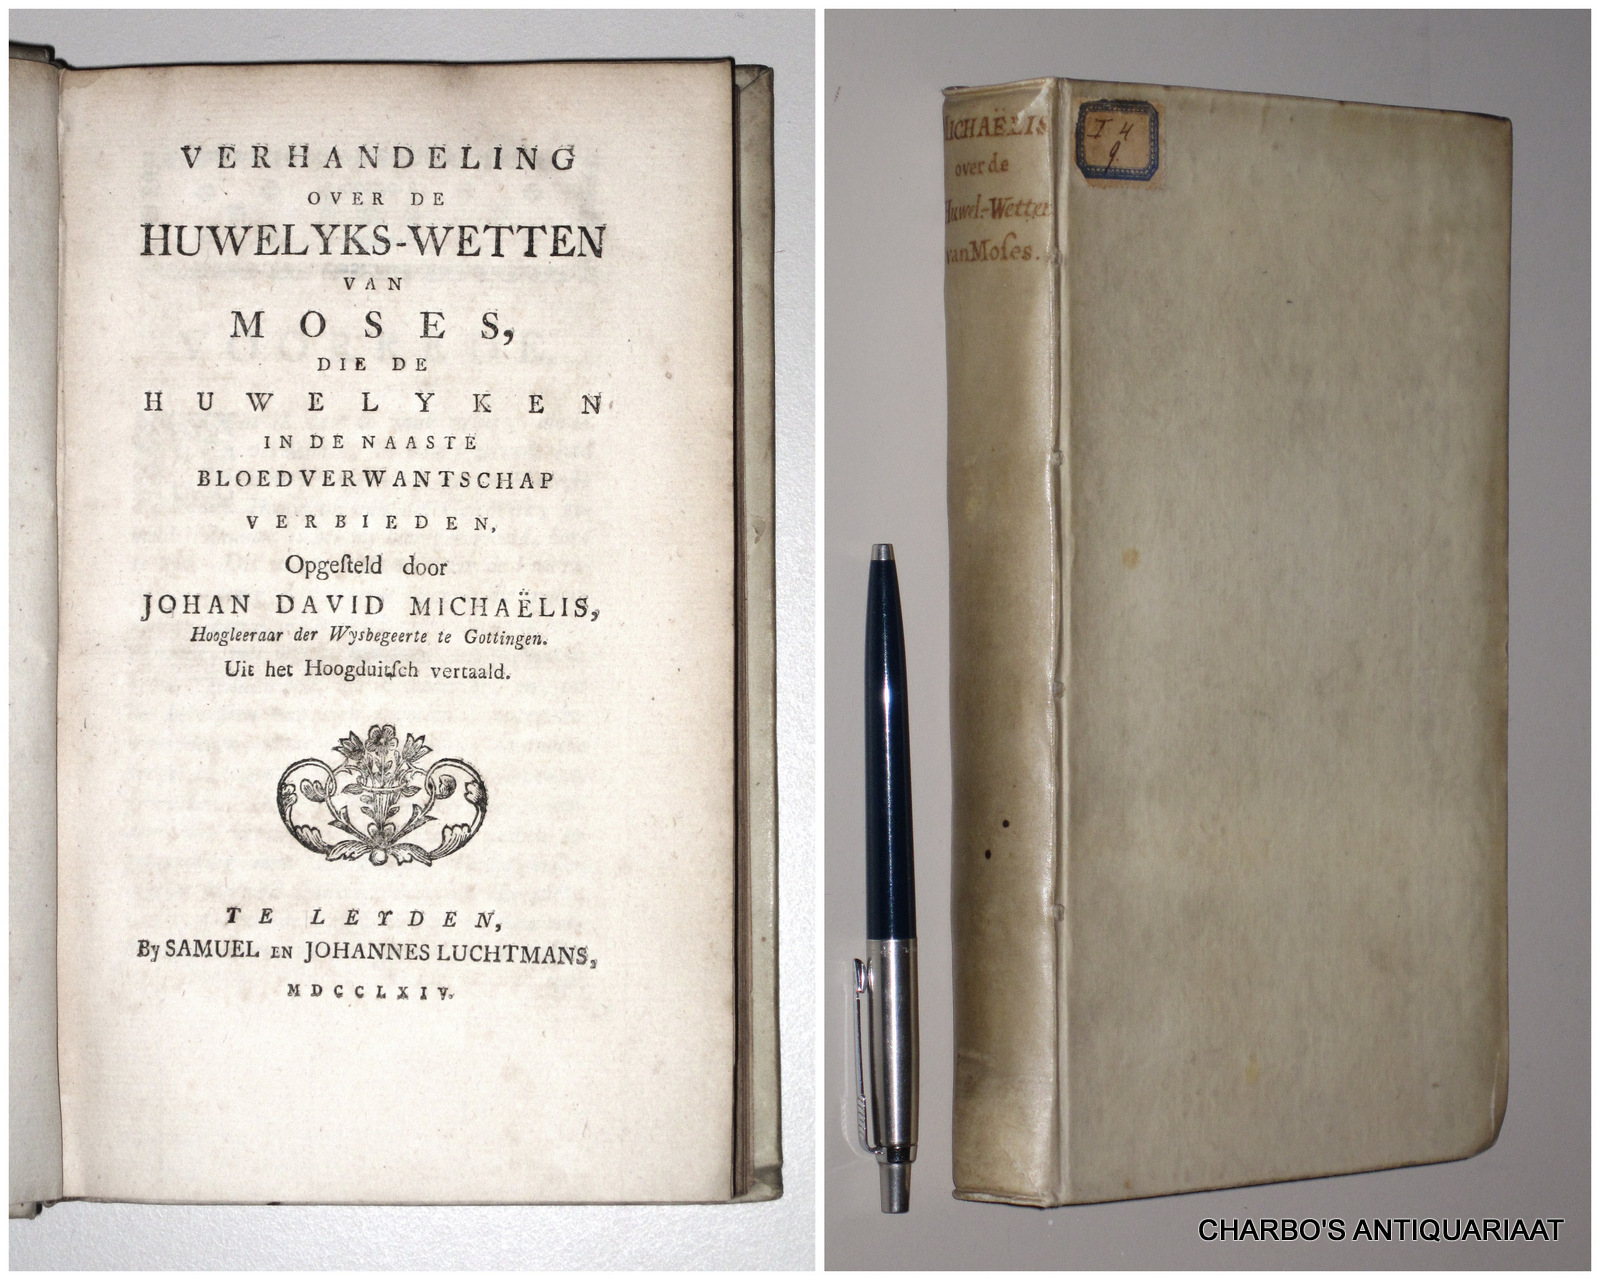 VERHANDELING
OVER DE
HUWELYKS-WETTEN
VAN
MOSES,
DIE DE
HUWELYKEN
IN DE NAASTE
BLOEDVERWANTSCHAP
VERBIEDEN,
Opgeſteld door
JOHAN DAVID MICHAËLIS,
Hoogleeraar der Wysbegeerte te Gottingen.
Uit het Hoogduitſch vertaald.
TE LEYDEN,
By SAMUEL EN JOHANNES LUCHTMANS,
MDCCLXIV.
MICHAËLIS
over de
Huwel-Wetten
van Moſes.
I 4
9.
CHARBO'S ANTIQUARIAAT